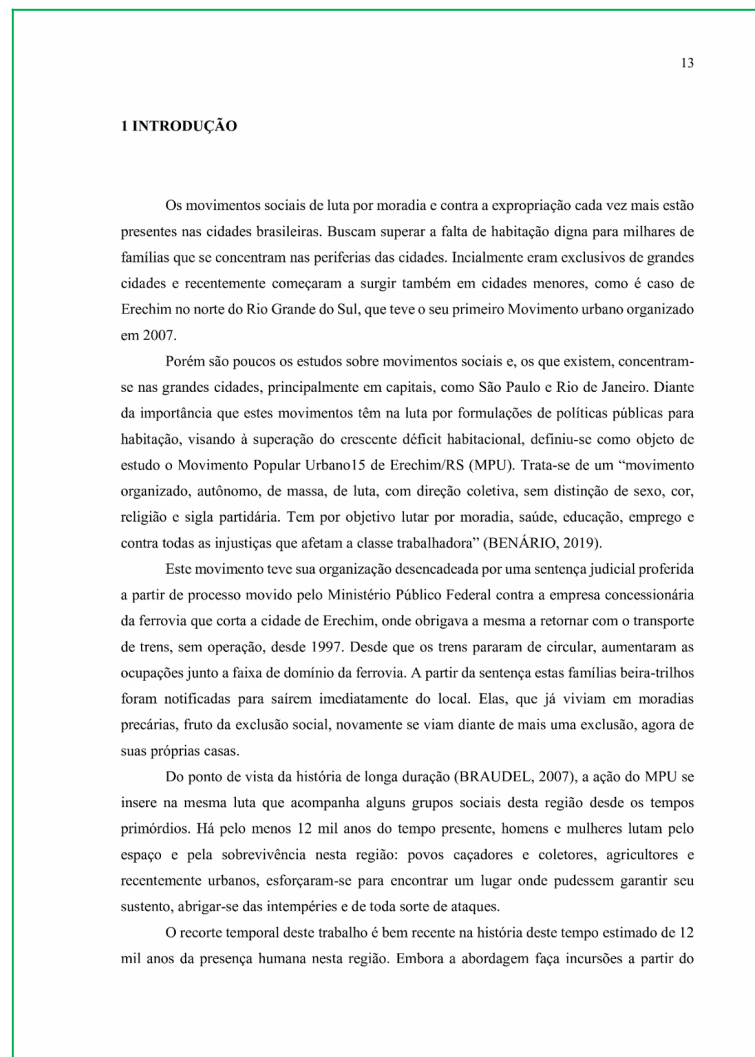 13
1 INTRODUÇÃO
Os movimentos sociais de luta por moradia e contra a expropriação cada vez mais estão
presentes nas cidades brasileiras. Buscam superar a falta de habitação digna para milhares de
famílias que se concentram nas periferias das cidades. Incialmente eram exclusivos de grandes
cidades e recentemente começaram a surgir também em cidades menores, como é caso de
Erechim no norte do Rio Grande do Sul, que teve o seu primeiro Movimento urbano organizado
em 2007.
Porém são poucos os estudos sobre movimentos sociais e, os que existem, concentram-
se nas grandes cidades, principalmente em capitais, como São Paulo e Rio de Janeiro. Diante
da importância que estes movimentos têm na luta por formulações de políticas públicas para
habitação, visando à superação do crescente déficit habitacional, definiu-se como objeto de
estudo o Movimento Popular Urbano15 de Erechim/RS (MPU). Trata-se de um “movimento
organizado, autônomo, de massa, de luta, com direção coletiva, sem distinção de sexo, cor,
religião e sigla partidária. Tem por objetivo lutar por moradia, saúde, educação, emprego e
contra todas as injustiças que afetam a classe trabalhadora” (BENÁRIO, 2019).
Este movimento teve sua organização desencadeada por uma sentença judicial proferida
a partir de processo movido pelo Ministério Público Federal contra a empresa concessionária
da ferrovia que corta a cidade de Erechim, onde obrigava a mesma a retornar com o transporte
de trens, sem operação, desde 1997. Desde que os trens pararam de circular, aumentaram as
ocupações junto a faixa de domínio da ferrovia. A partir da sentença estas famílias beira-trilhos
foram notificadas para saírem imediatamente do local. Elas, que já viviam em moradias
precárias, fruto da exclusão social, novamente se viam diante de mais uma exclusão, agora de
suas próprias casas.
Do ponto de vista da história de longa duração (BRAUDEL, 2007), a ação do MPU se
insere na mesma luta que acompanha alguns grupos sociais desta região desde os tempos
primórdios. Há pelo menos 12 mil anos do tempo presente, homens e mulheres lutam pelo
espaço e pela sobrevivência nesta região: povos caçadores e coletores, agricultores e
recentemente urbanos, esforçaram-se para encontrar um lugar onde pudessem garantir seu
sustento, abrigar-se das intempéries e de toda sorte de ataques.
O recorte temporal deste trabalho é bem recente na história deste tempo estimado de 12
mil anos da presença humana nesta região. Embora a abordagem faça incursões a partir do